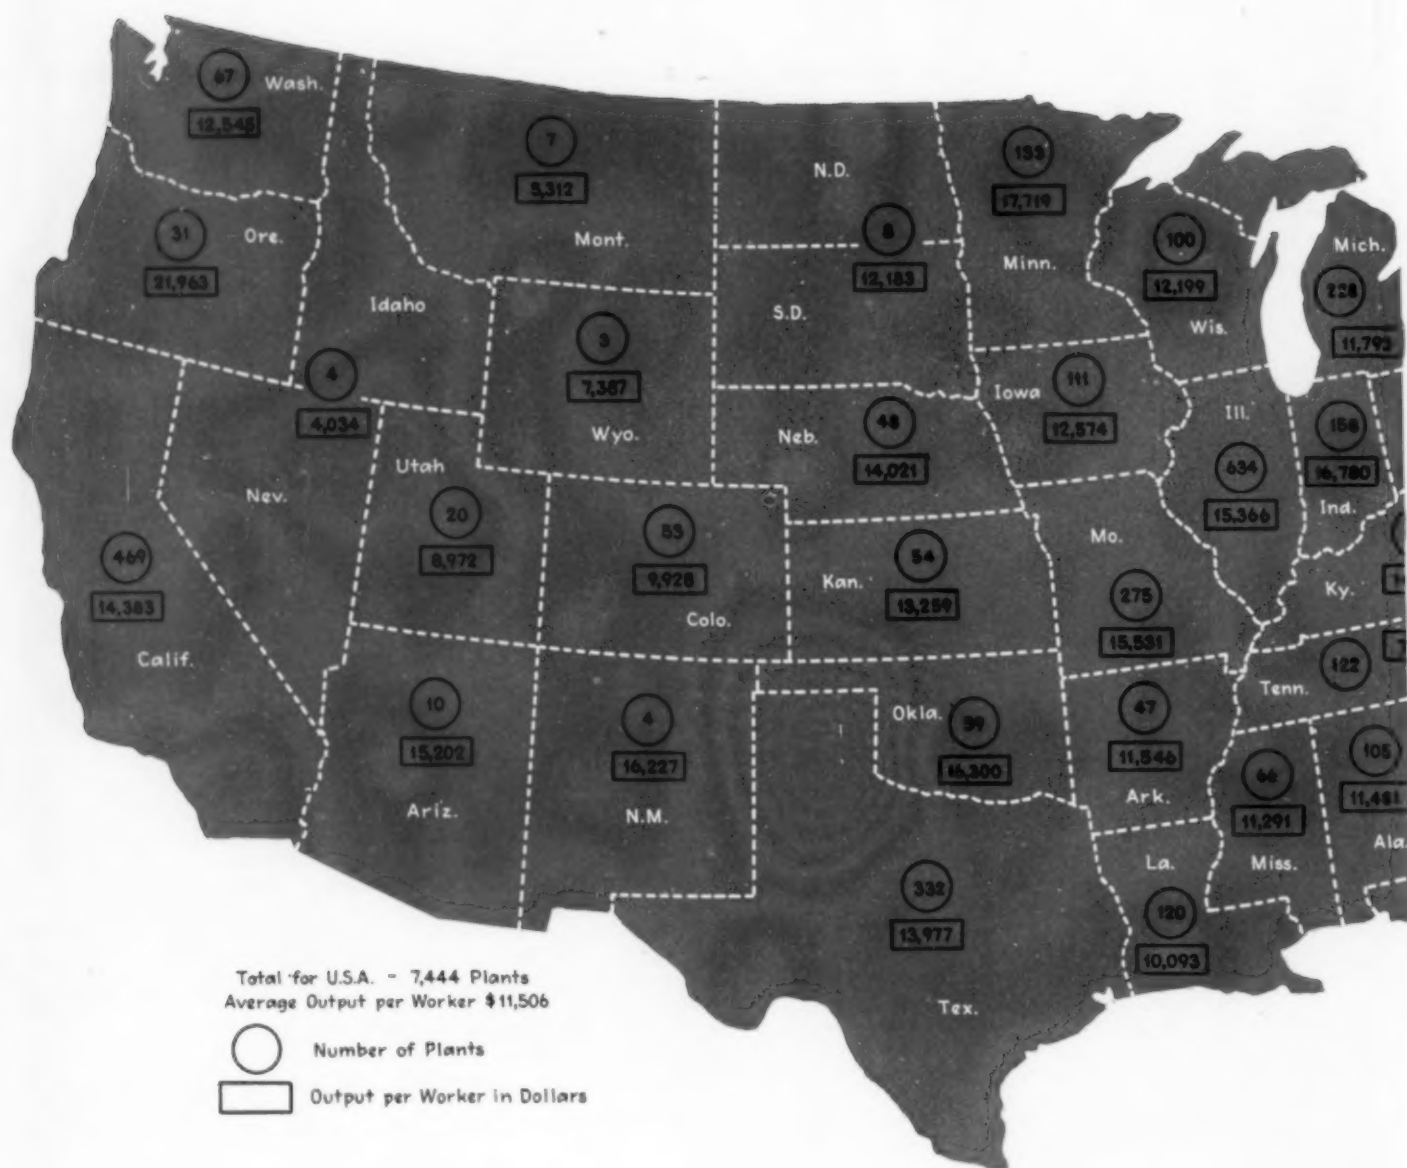 67
Wash.
12,545
7
5,312
Mont.
N.D.
8
12,183
133
17,719
Minn.
100
12,199
Wis.
Mich.
228
11,793
31
Ore.
21,963
Idaho
4
4,034
3
7,387
Wyo.
S.D.
Neb.
48
14,021
Iowa
111
12,574
Ill.
634
15,366
158
16,780
Ind.
Nev.
Utah
20
8,972
53
9,928
Colo.
Kan.
54
13,259
Mo.
275
15,531
Ky.
469
14,383
Calif.
10
15,202
Ariz.
4
16,227
N.M.
Okla.
39
47
11,546
Ark.
Tenn.
122
66
11,291
Miss.
105
11,481
Ala.
332
13,977
Tex.
La.
120
10,093
Total for U.S.A. - 7,444 Plants
Average Output per Worker $11,506
Number of Plants
Output per Worker in Dollars